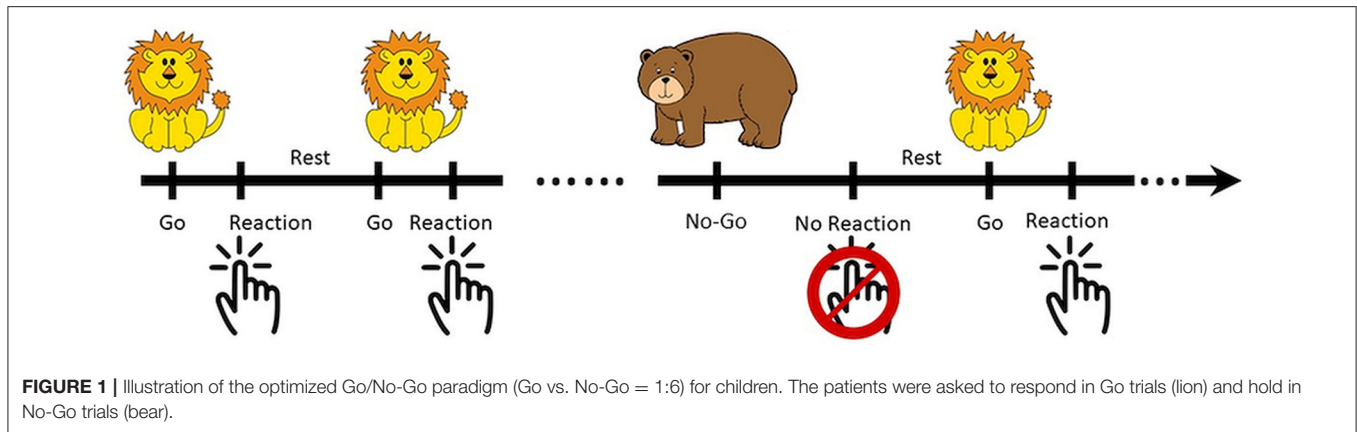 Rest
Rest
Go
Reaction
Go
Reaction
No-Go
No Reaction
Go
Reaction
FIGURE 1 | Illustration of the optimized Go/No-Go paradigm (Go vs. No-Go = 1:6) for children. The patients were asked to respond in Go trials (lion) and hold in
No-Go trials (bear).